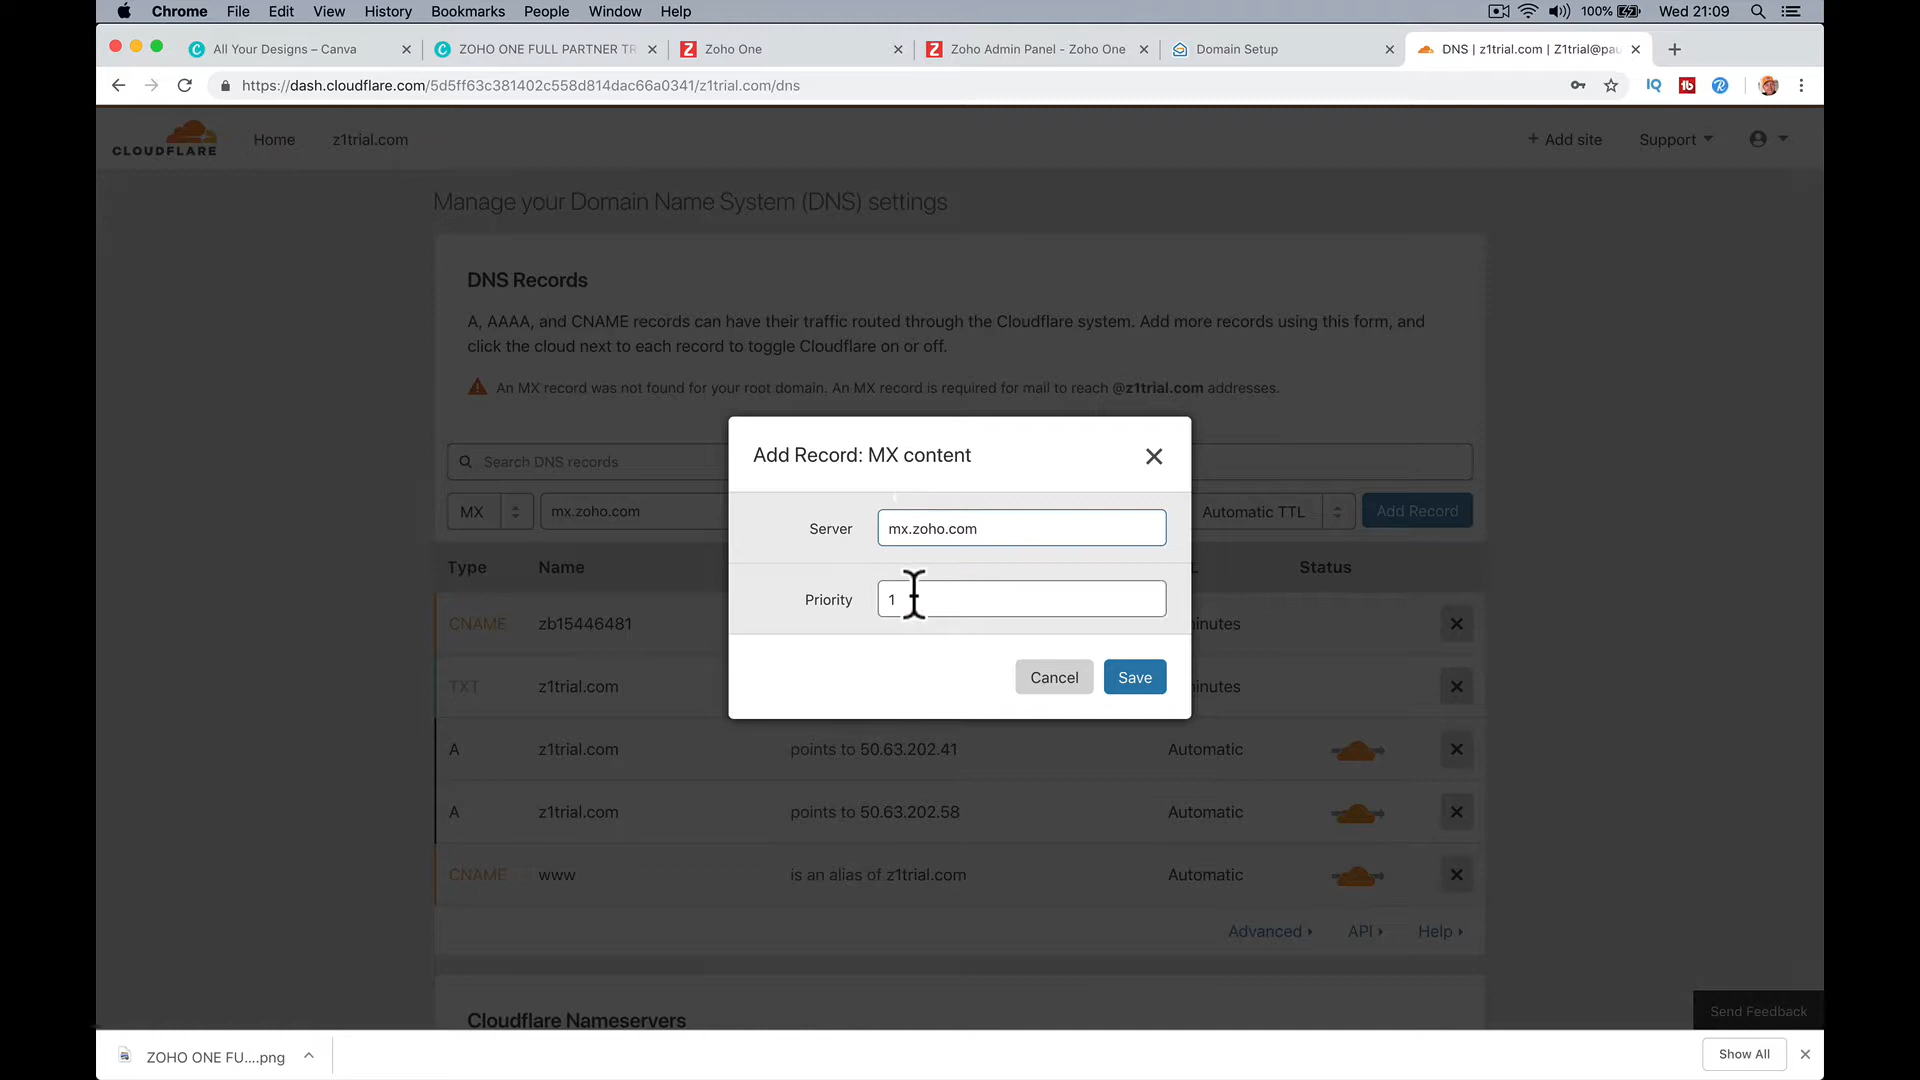 Chrome File Edit View History Bookmarks People Window Help 100% Wed 21:09
All Your Designs – Canva ZOHO ONE FULL PARTNER TR Zoho One Zoho Admin Panel - Zoho One Domain Setup DNS | z1trial.com | Z1trial@pau
https://dash.cloudflare.com/5d5ff63c381402c558d814dac66a0341/z1trial.com/dns
CLOUDFLARE Home z1trial.com + Add site Support
Manage your Domain Name System (DNS) settings
DNS Records
A, AAAA, and CNAME records can have their traffic routed through the Cloudflare system. Add more records using this form, and
click the cloud next to each record to toggle Cloudflare on or off.
An MX record was not found for your root domain. An MX record is required for mail to reach @z1trial.com addresses.
Add Record: MX content
Search DNS records
MX mx.zoho.com Automatic TTL Add Record
Server mx.zoho.com
Type Name Status
Priority 1
CNAME zb15446481 inutes
Cancel Save
TXT z1trial.com inutes
A z1trial.com points to 50.63.202.41 Automatic
A z1trial.com points to 50.63.202.58 Automatic
CNAME www is an alias of z1trial.com Automatic
Advanced API Help
Cloudflare Nameservers
Send Feedback
ZOHO ONE FU....png Show All